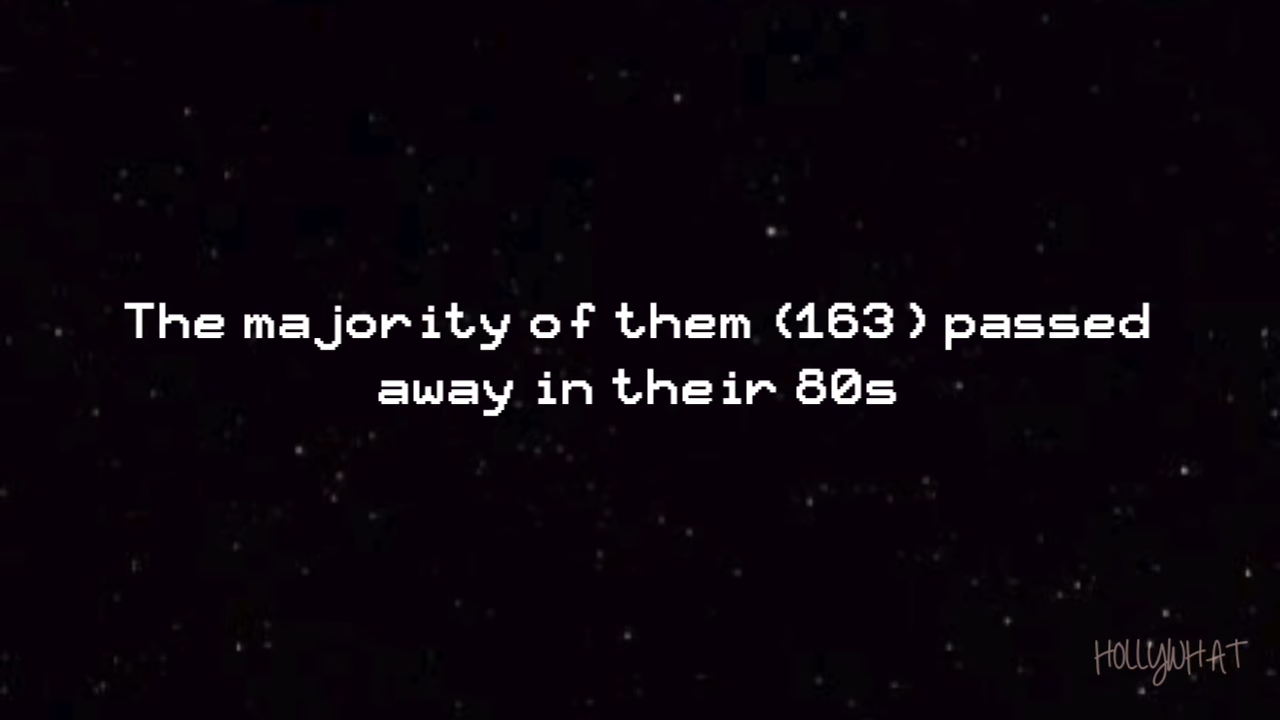 The majority of them (163) passed
away in their 80s
HOLLYWHAT